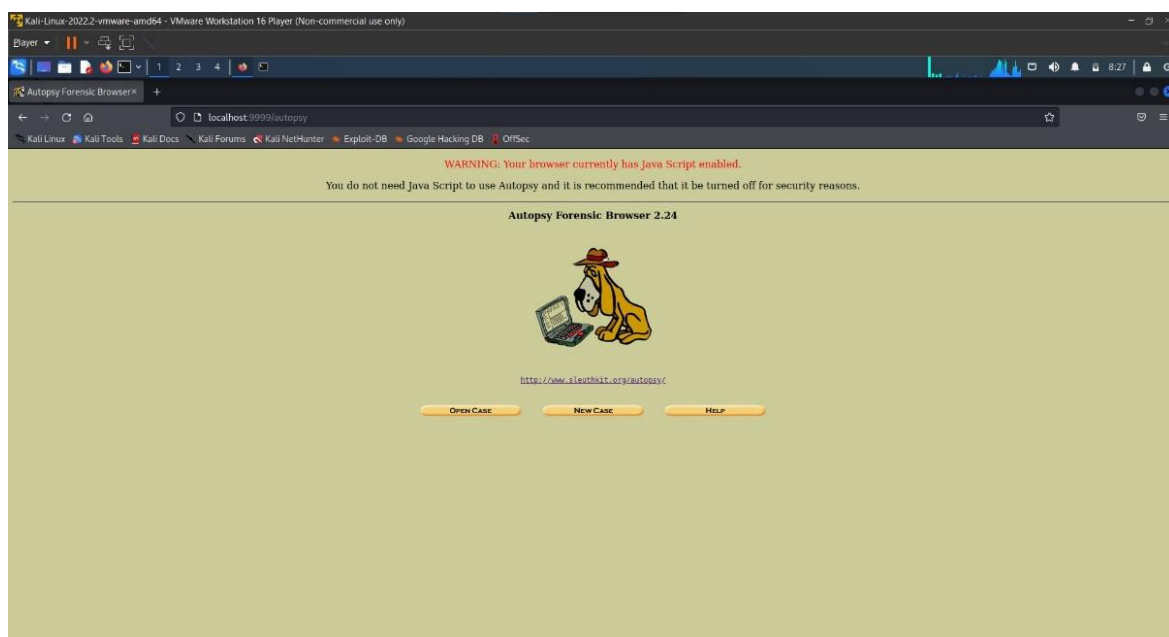 Kali-Linux-2022.2-vmware-amd64 - VMware Workstation 16 Player (Non-commercial use only)
Player
1 2 3 4
8:27
Autopsy Forensic Browser
localhost:9999/autopsy
Kali Linux Kali Tools Kali Docs Kali Forums Kali NetHunter Exploit-DB Google Hacking DB OffSec
WARNING: Your browser currently has Java Script enabled.
You do not need Java Script to use Autopsy and it is recommended that it be turned off for security reasons.
Autopsy Forensic Browser 2.24
http://www.sleuthkit.org/autopsy/
OPEN CASE NEW CASE HELP